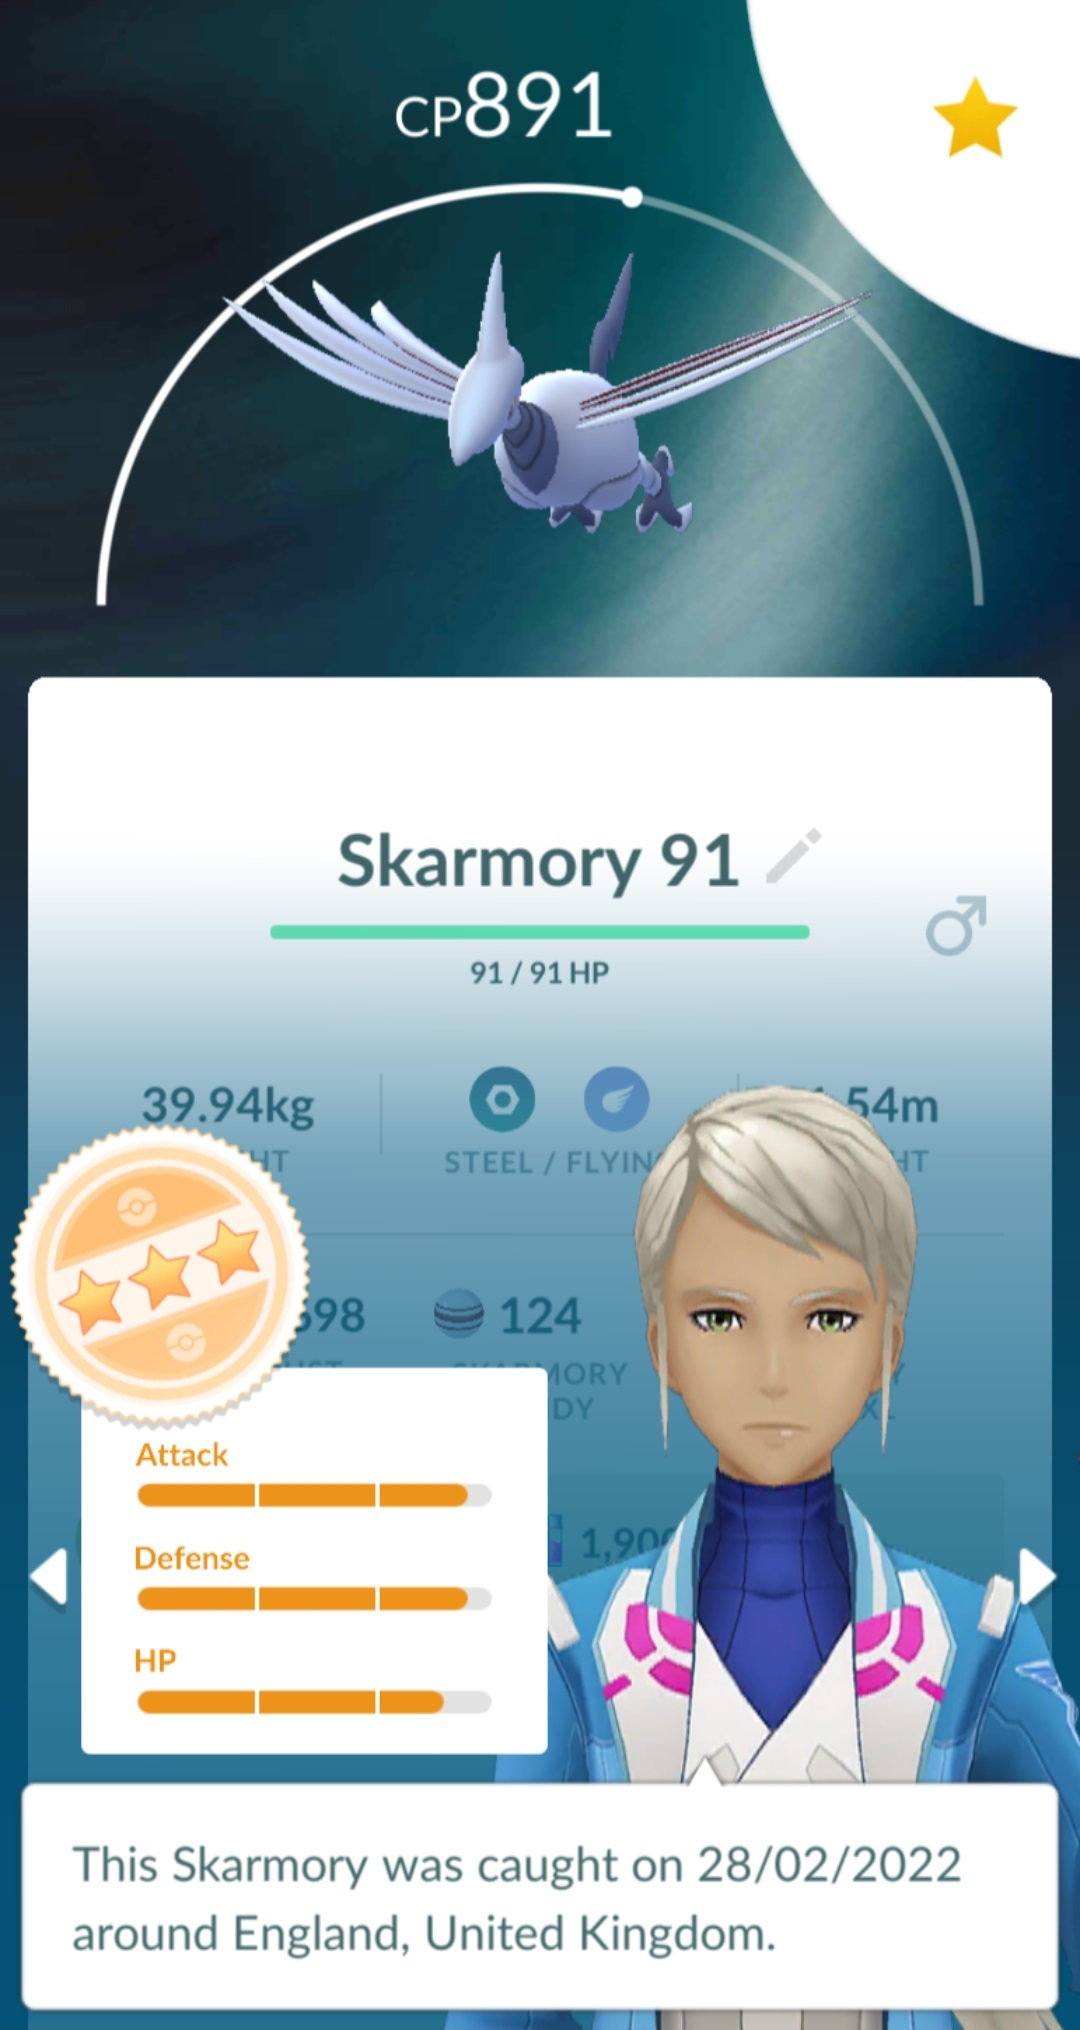 CP891
Skarmory 91
91 / 91 HP
39.94kg
54m
STEEL / FLYIN
124
Attack
Defense
HP
This Skarmory was caught on 28/02/2022
around England, United Kingdom.